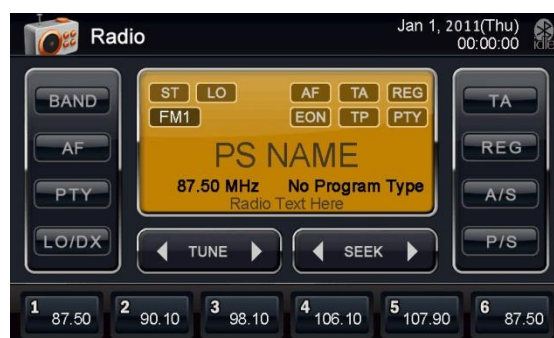 Radio
Jan 1, 2011(Thu)
00:00:00
idle
BAND
AF
PTY
LO/DX
ST LO AF TA REG
FM1 EON TP PTY
PS NAME
87.50 MHz No Program Type
Radio Text Here
TUNE
SEEK
TA
REG
A/S
P/S
1 87.50
2 90.10
3 98.10
4 106.10
5 107.90
6 87.50